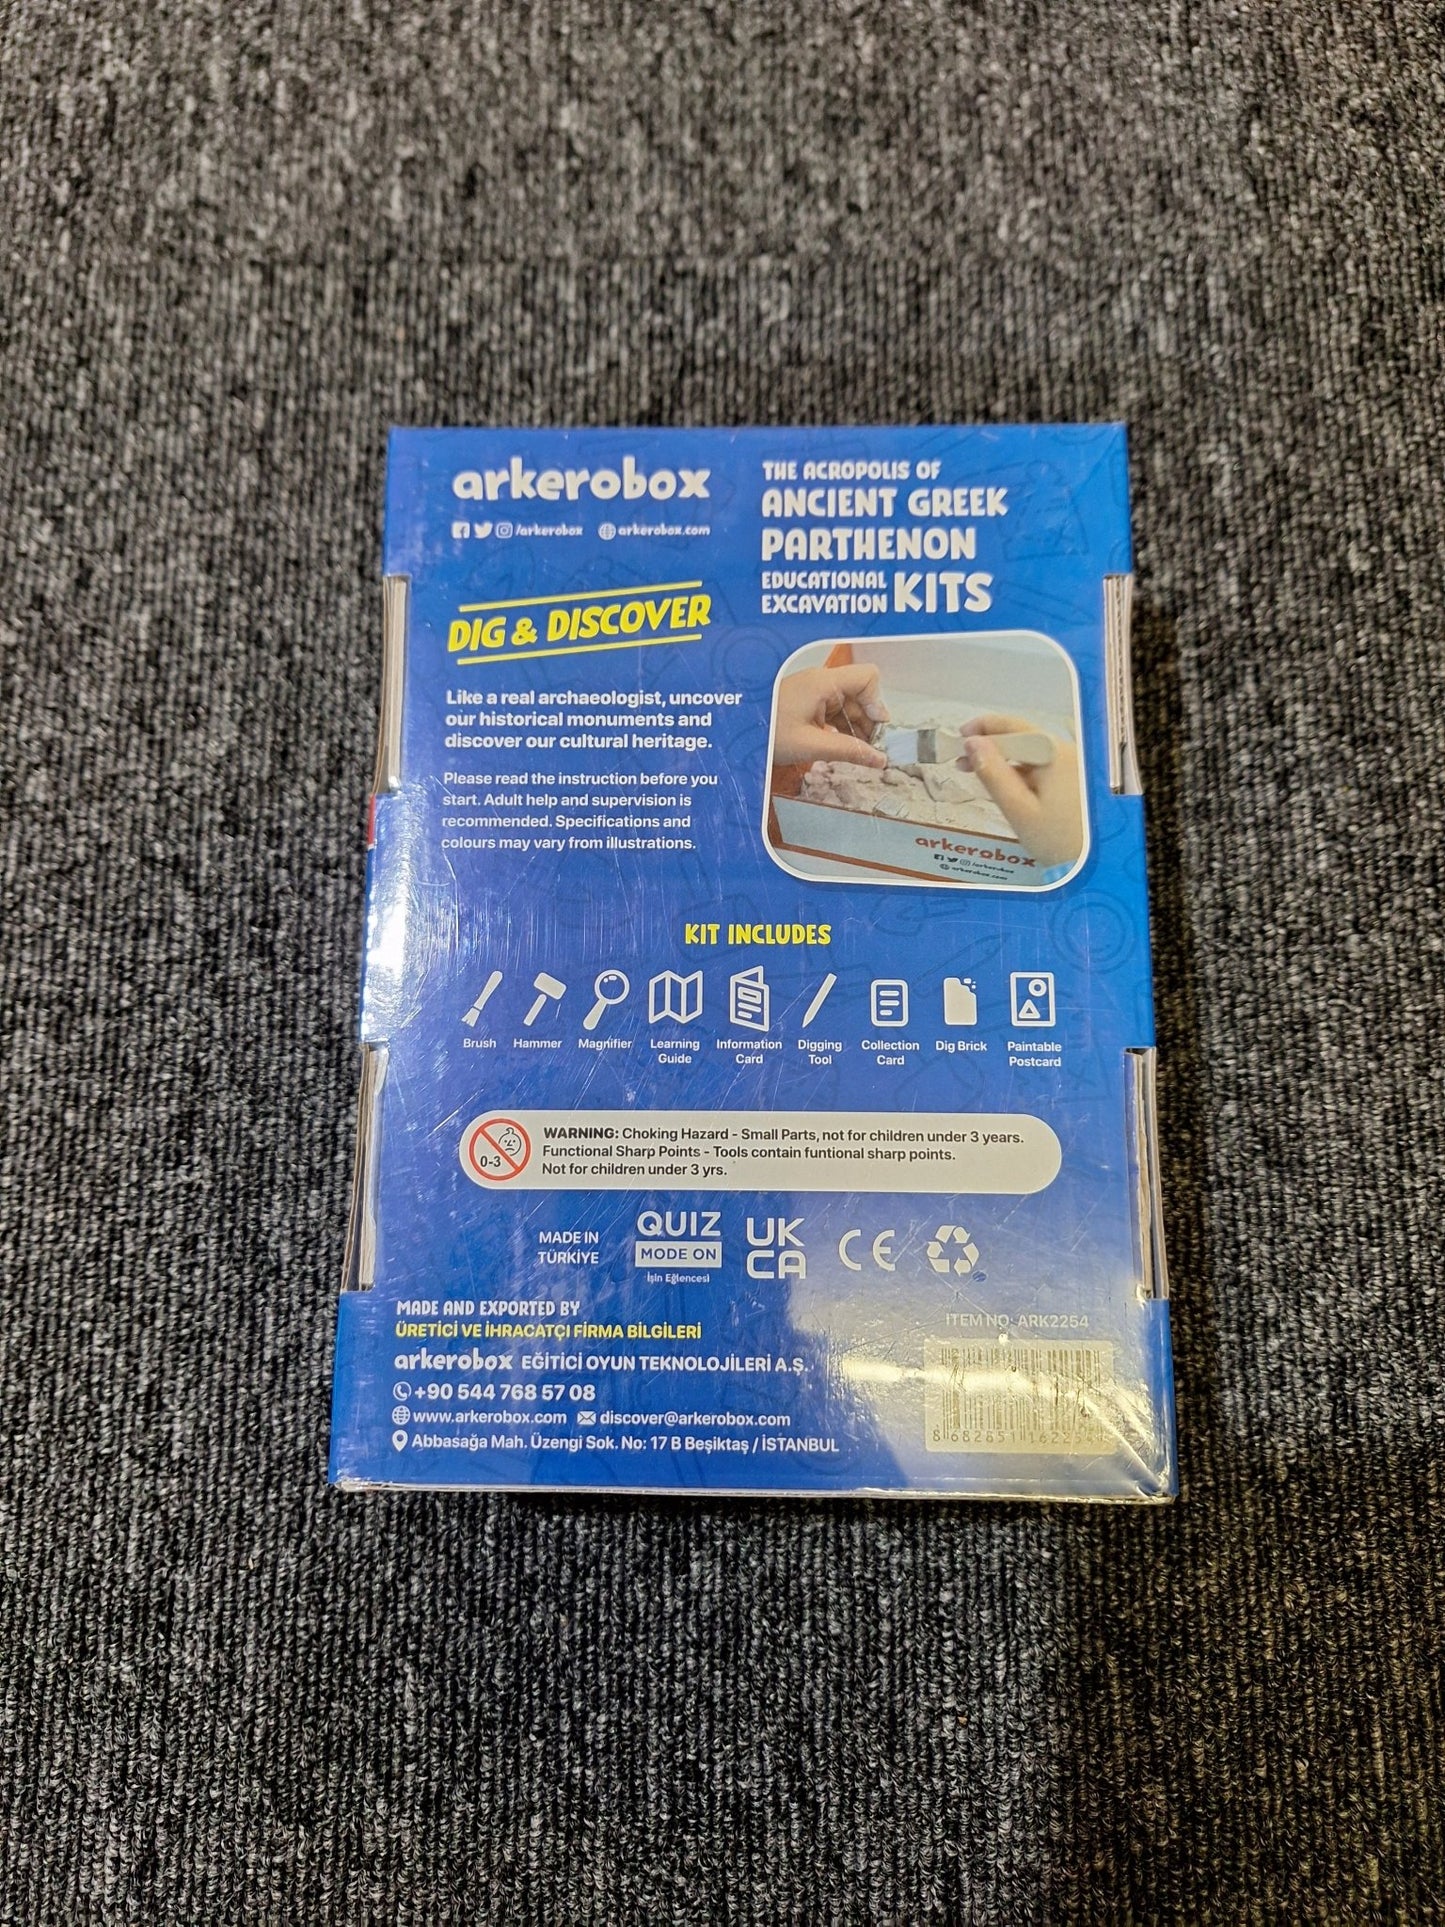 arkerobox
/arkerobox arkerobox.com
THE ACROPOLIS OF
ANCIENT GREEK
PARTHENON
EDUCATIONAL
EXCAVATION KITS
DIG & DISCOVER
Like a real archaeologist, uncover
our historical monuments and
discover our cultural heritage.
Please read the instruction before you
start. Adult help and supervision is
recommended. Specifications and
colours may vary from illustrations.
arkerobox
KIT INCLUDES
Brush
Hammer
Magnifier
Learning
Guide
Information
Card
Digging
Tool
Collection
Card
Dig Brick
Paintable
Postcard
0-3
WARNING: Choking Hazard - Small Parts, not for children under 3 years.
Functional Sharp Points - Tools contain funtional sharp points.
Not for children under 3 yrs.
MADE IN
TÜRKİYE
QUIZ
MODE ON
İşin Eğlencesi
UK
CA
CE
MADE AND EXPORTED BY
ÜRETİCİ VE İHRACATÇI FİRMA BİLGİLERİ
arkerobox EĞİTİCİ OYUN TEKNOLOJİLERİ A.Ş.
+90 544 768 57 08
www.arkerobox.com discover@arkerobox.com
Abbasağa Mah. Üzengi Sok. No: 17 B Beşiktaş / İSTANBUL
ITEM NO: ARK2254